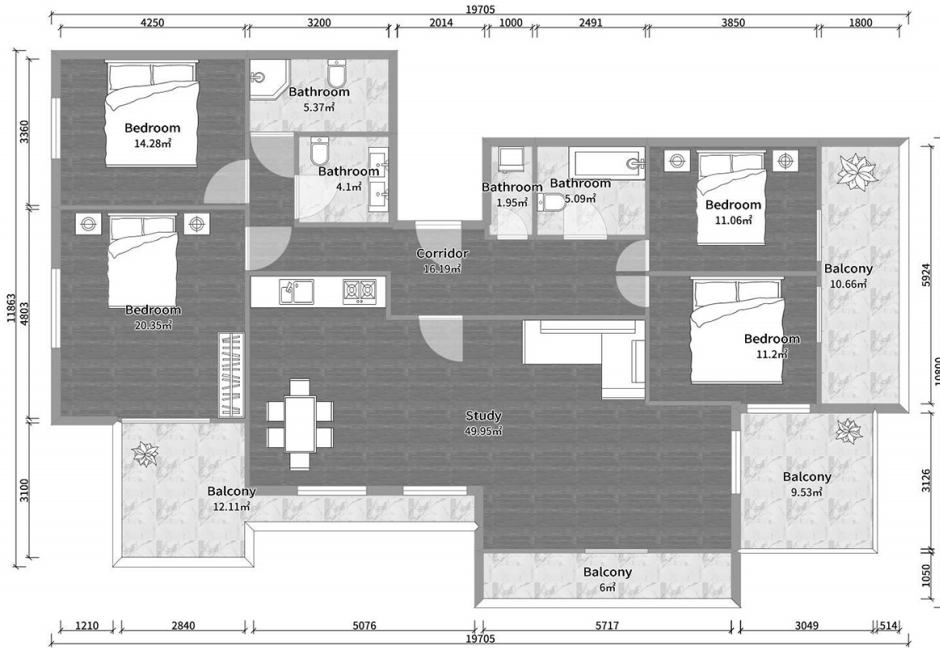 19705
4250 3200 2014 1000 2491 3850 1800
Bathroom
5.37㎡
Bedroom
14.28㎡
Bathroom
4.1㎡
Bathroom
1.95㎡
Bathroom
5.09㎡
Bedroom
11.06㎡
Corridor
16.19㎡
Balcony
10.66㎡
Bedroom
20.35㎡
Bedroom
11.2㎡
Study
49.95㎡
Balcony
12.11㎡
Balcony
9.53㎡
Balcony
6㎡
11863
3360
4803
3100
5924
10800
3126
1050
1210 2840 5076 5717 3049 514
19705